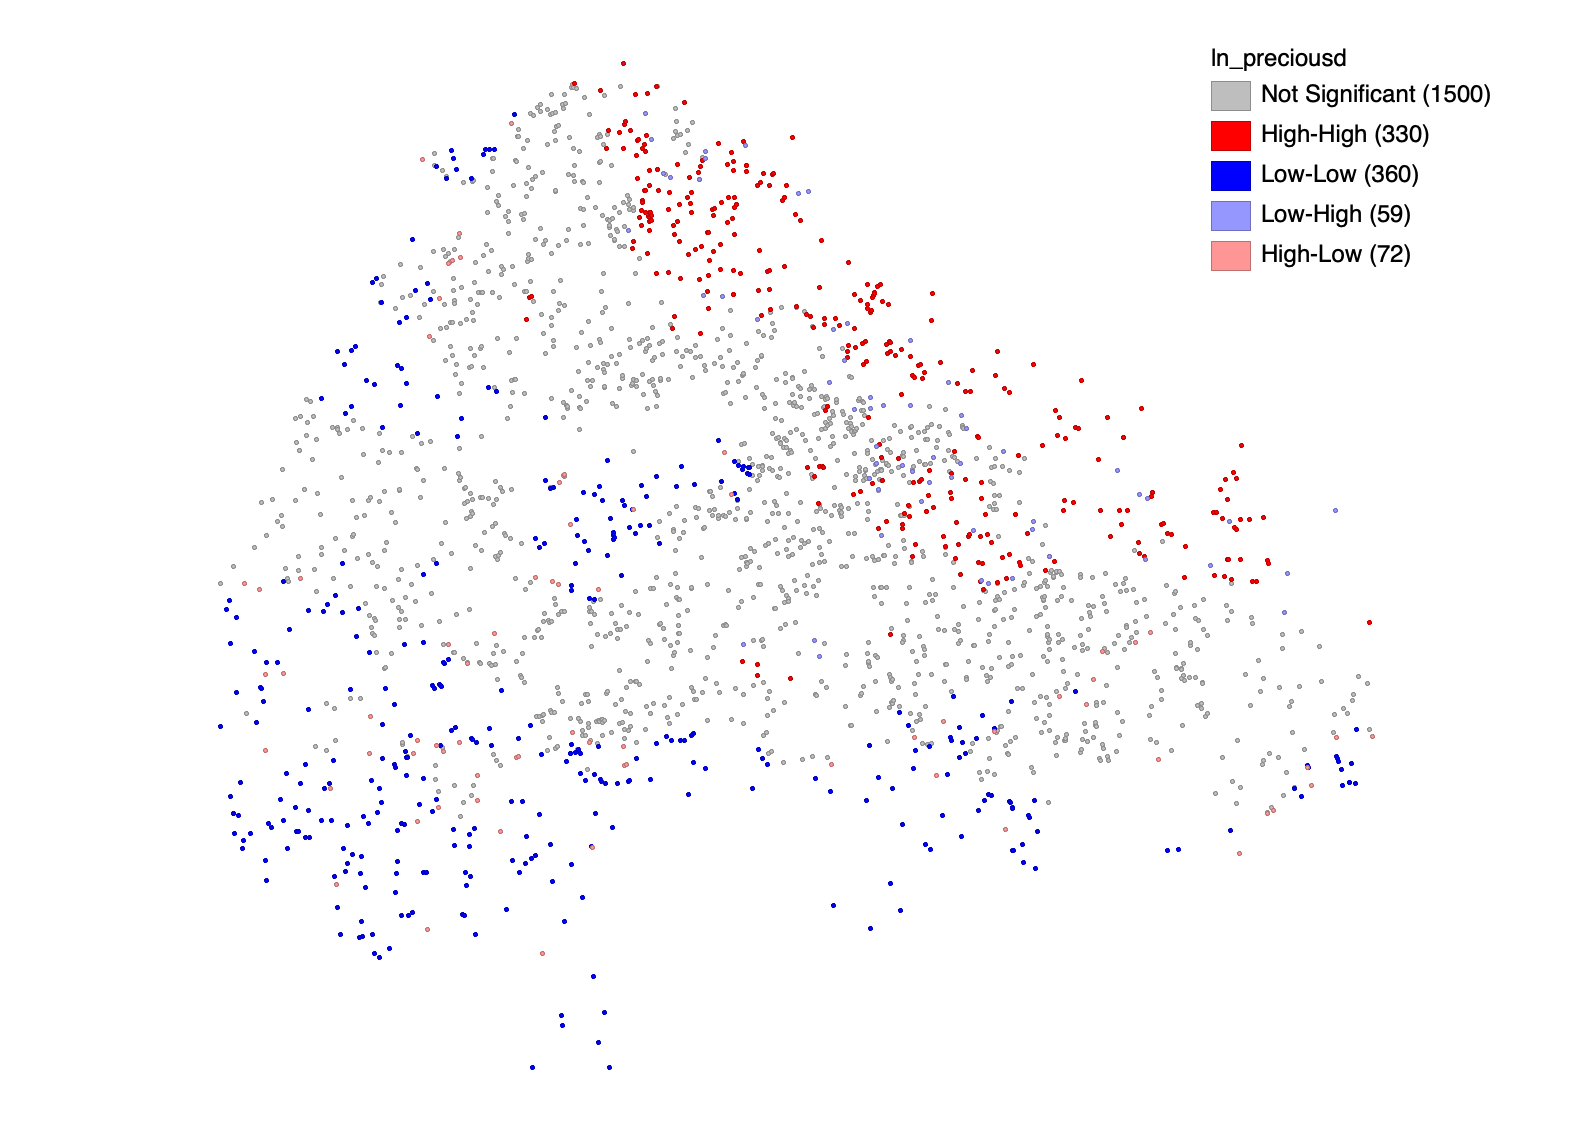 ln_preciousd
Not Significant (1500)
High-High (330)
Low-Low (360)
Low-High (59)
High-Low (72)